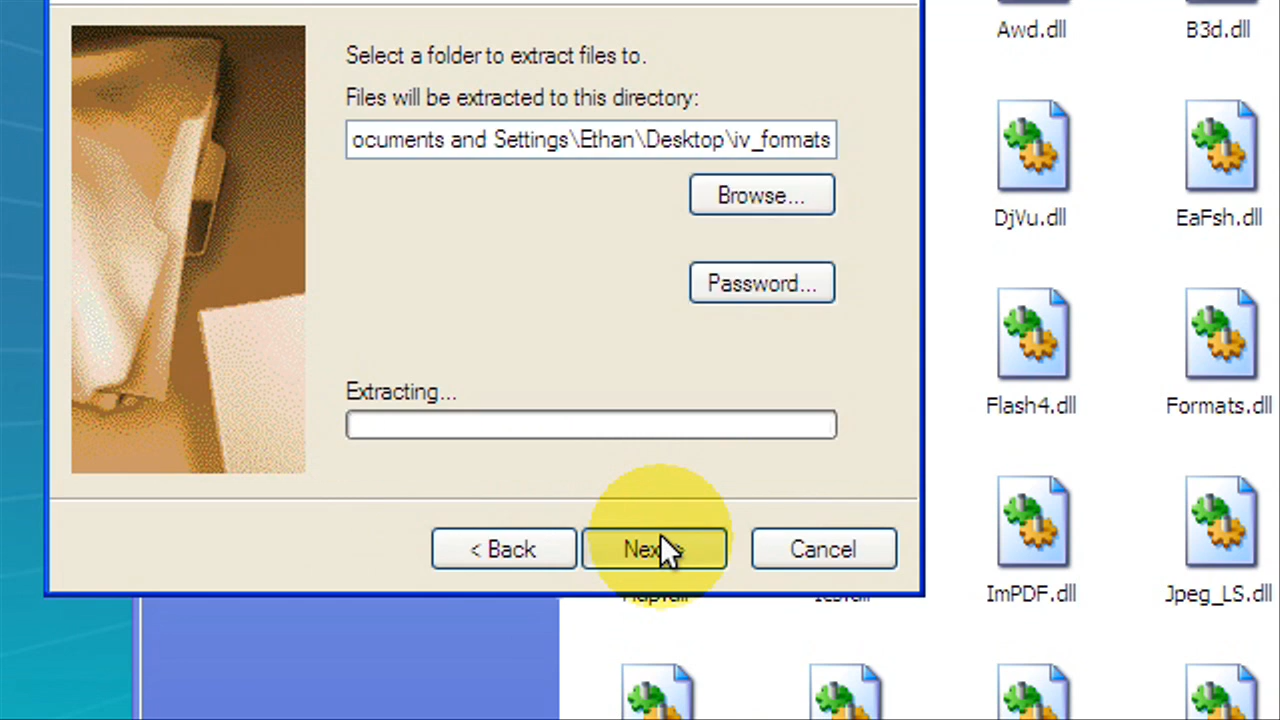 Awd.dll
B3d.dll
Select a folder to extract files to.
Files will be extracted to this directory:
ocuments and Settings\Ethan\Desktop\iv_formats
Browse...
DjVu.dll
EaFsh.dll
Password...
Extracting...
Flash4.dll
Formats.dll
< Back
Cancel
ImPDF.dll
Jpeg_LS.dll